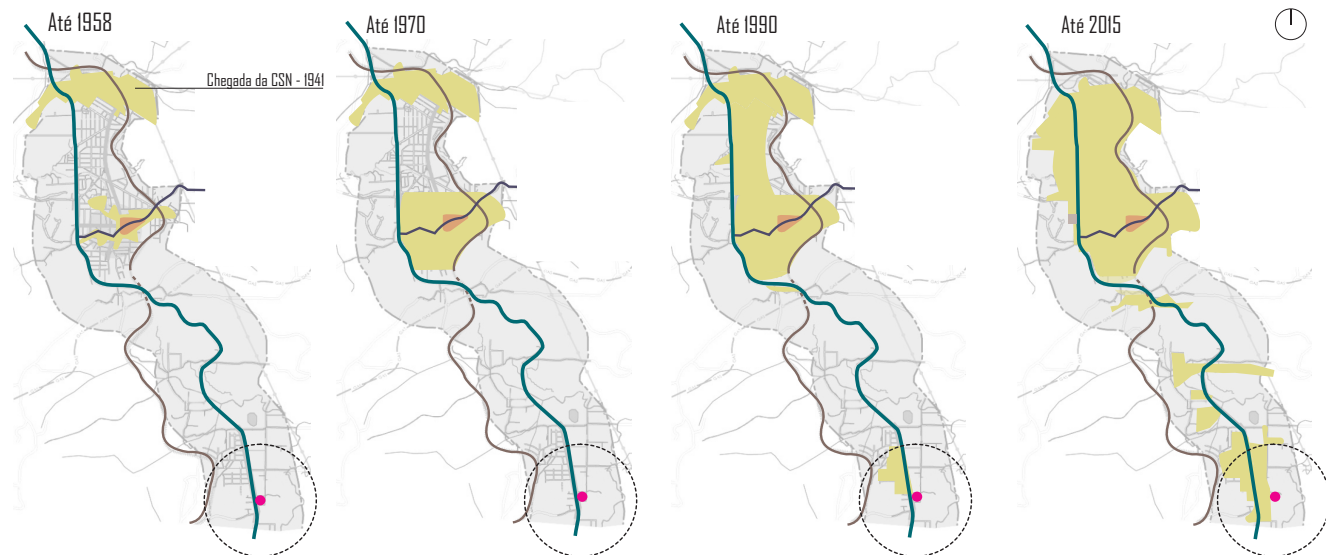 Até 1958
Até 1970
Até 1990
Até 2015
Chegada da CSN - 1941